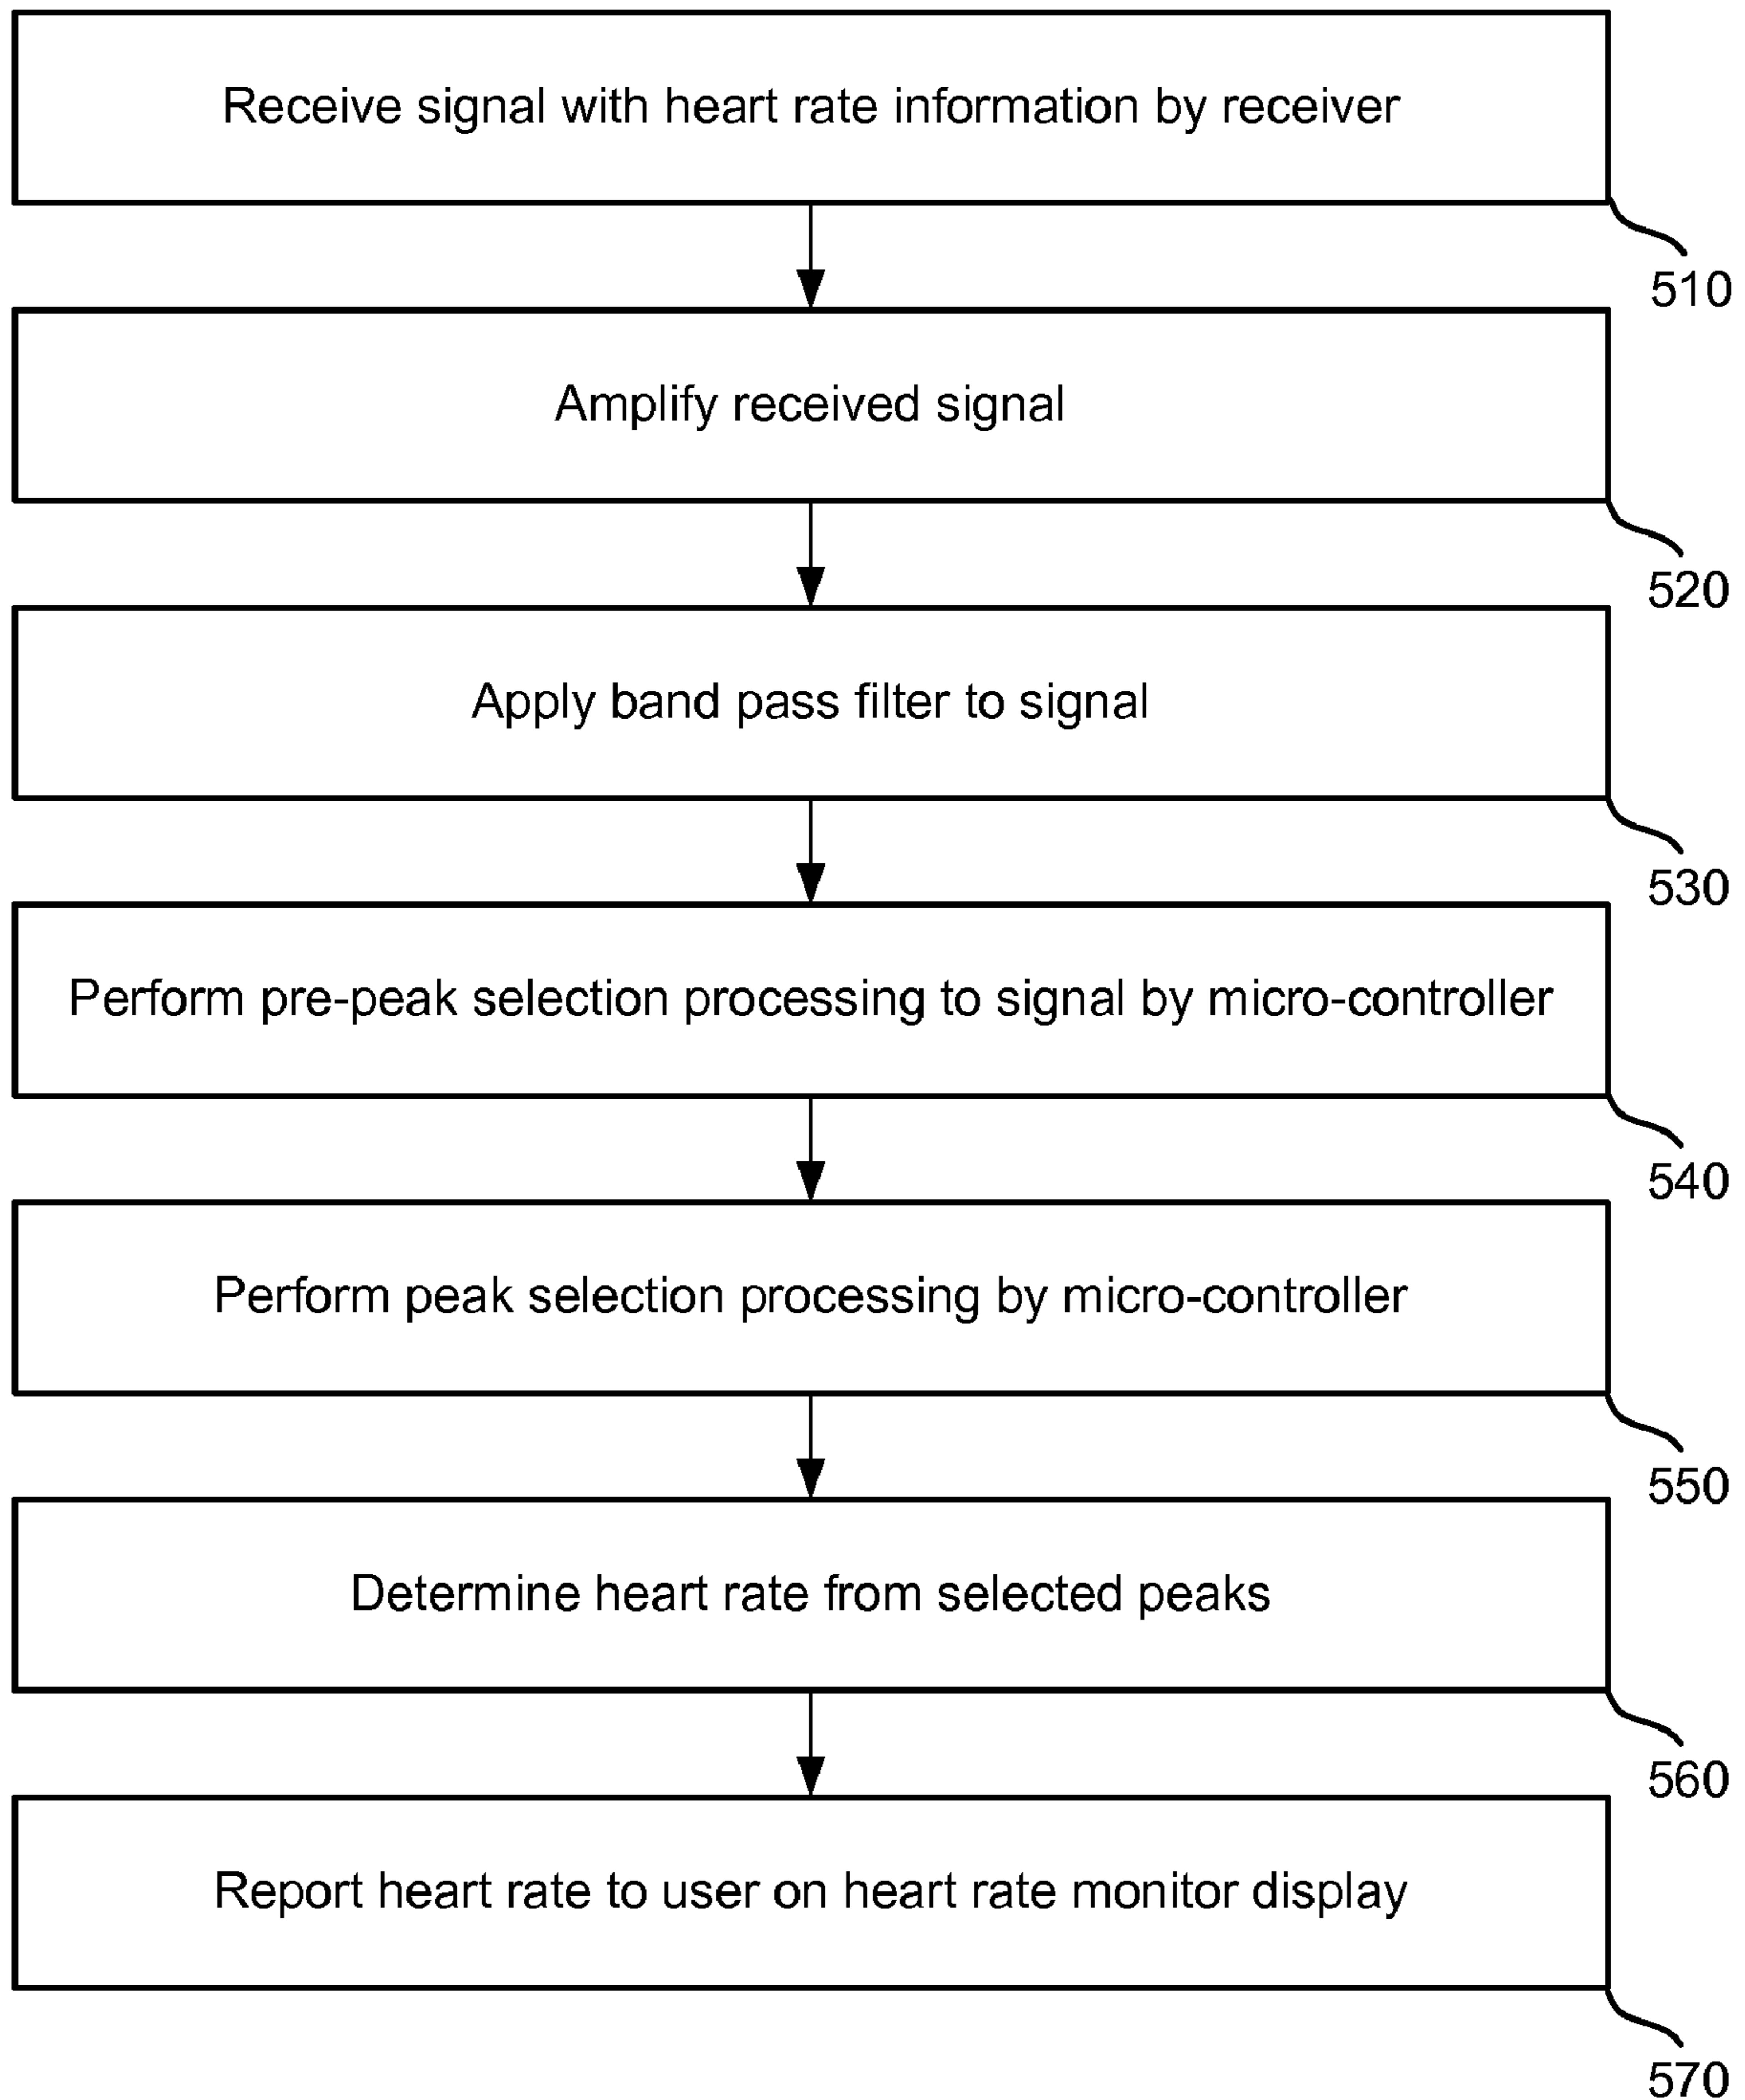 Receive signal with heart rate information by receiver
510
Amplify received signal
520
Apply band pass filter to signal
530
Perform pre-peak selection processing to signal by micro-controller
540
Perform peak selection processing by micro-controller
550
Determine heart rate from selected peaks
560
Report heart rate to user on heart rate monitor display
570